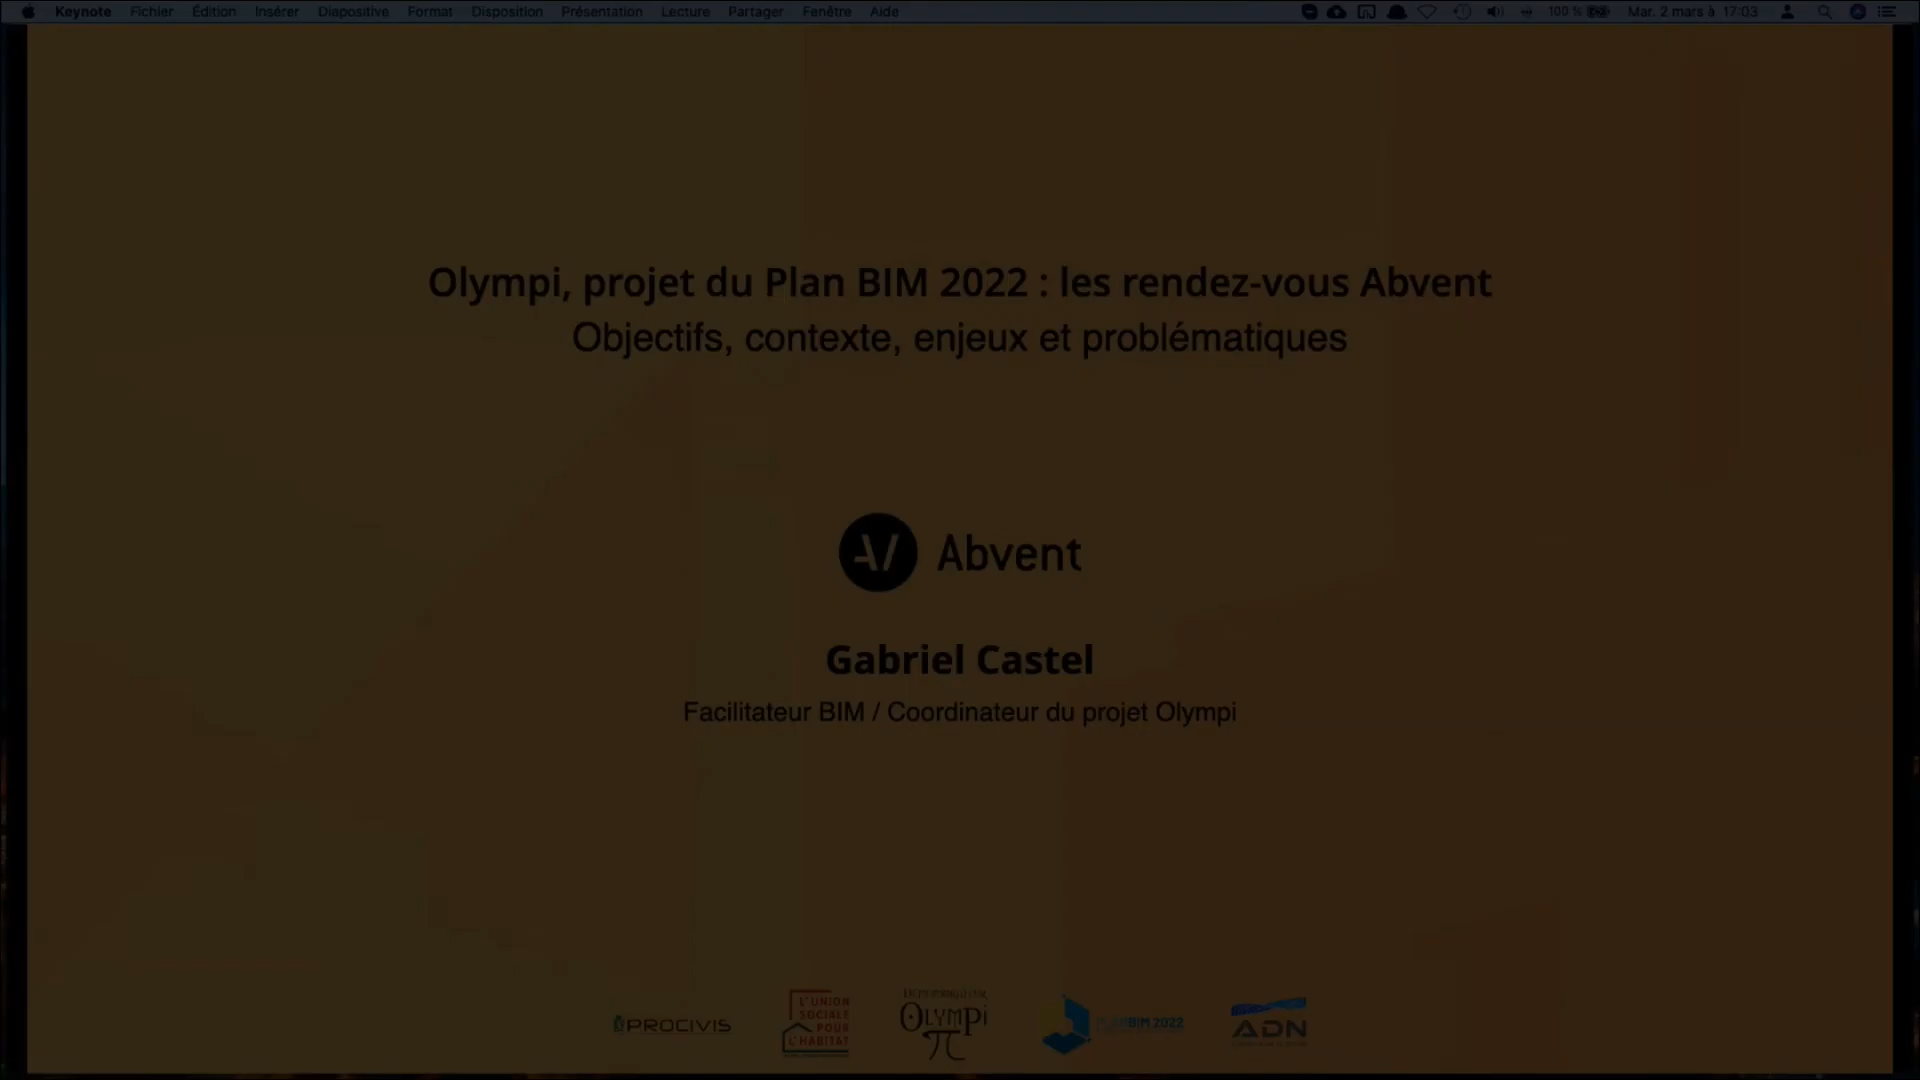 Keynote Fichier Édition Insérer Diapositive Format Disposition Présentation Lecture Partager Fenêtre Aide 100 % Mar. 2 mars à 17:03
Olympi, projet du Plan BIM 2022 : les rendez-vous Abvent
Objectifs, contexte, enjeux et problématiques
AV Abvent
Gabriel Castel
Facilitateur BIM / Coordinateur du projet Olympi
PROCIVIS
L'UNION
SOCIALE
POUR
L'HABITAT
OLYMPi
π
PLANBIM 2022
ADN